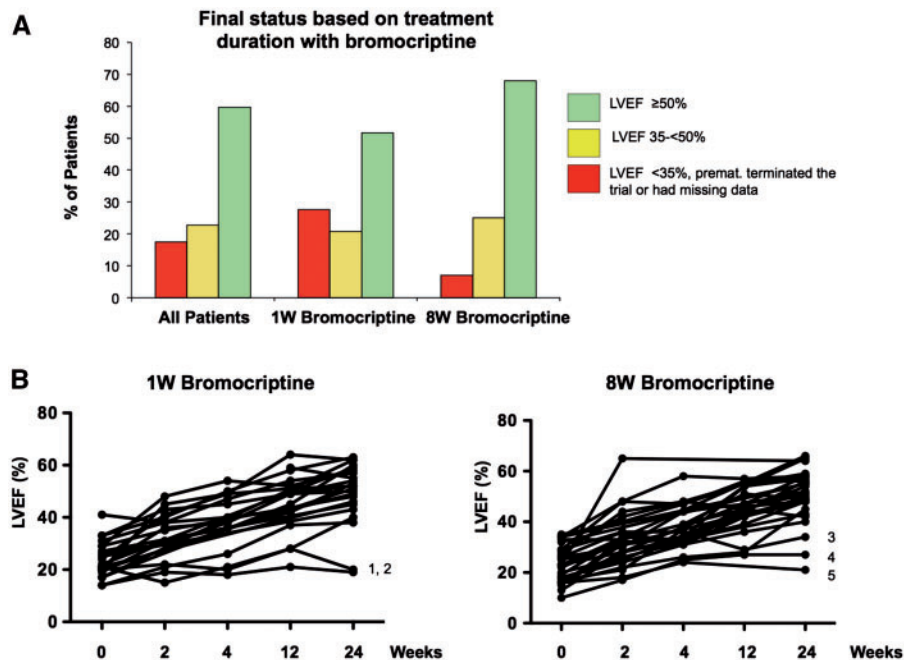 A
Final status based on treatment
duration with bromocriptine
80
70
60
50
40
30
20
10
0
% of Patients
All Patients
1W Bromocriptine
8W Bromocriptine
LVEF ≥50%
LVEF 35-<50%
LVEF <35%, premat. terminated the
trial or had missing data
B
1W Bromocriptine
80
60
40
20
0
LVEF (%)
1, 2
0 2 4 12 24 Weeks
8W Bromocriptine
80
60
40
20
0
LVEF (%)
3
4
5
0 2 4 12 24 Weeks